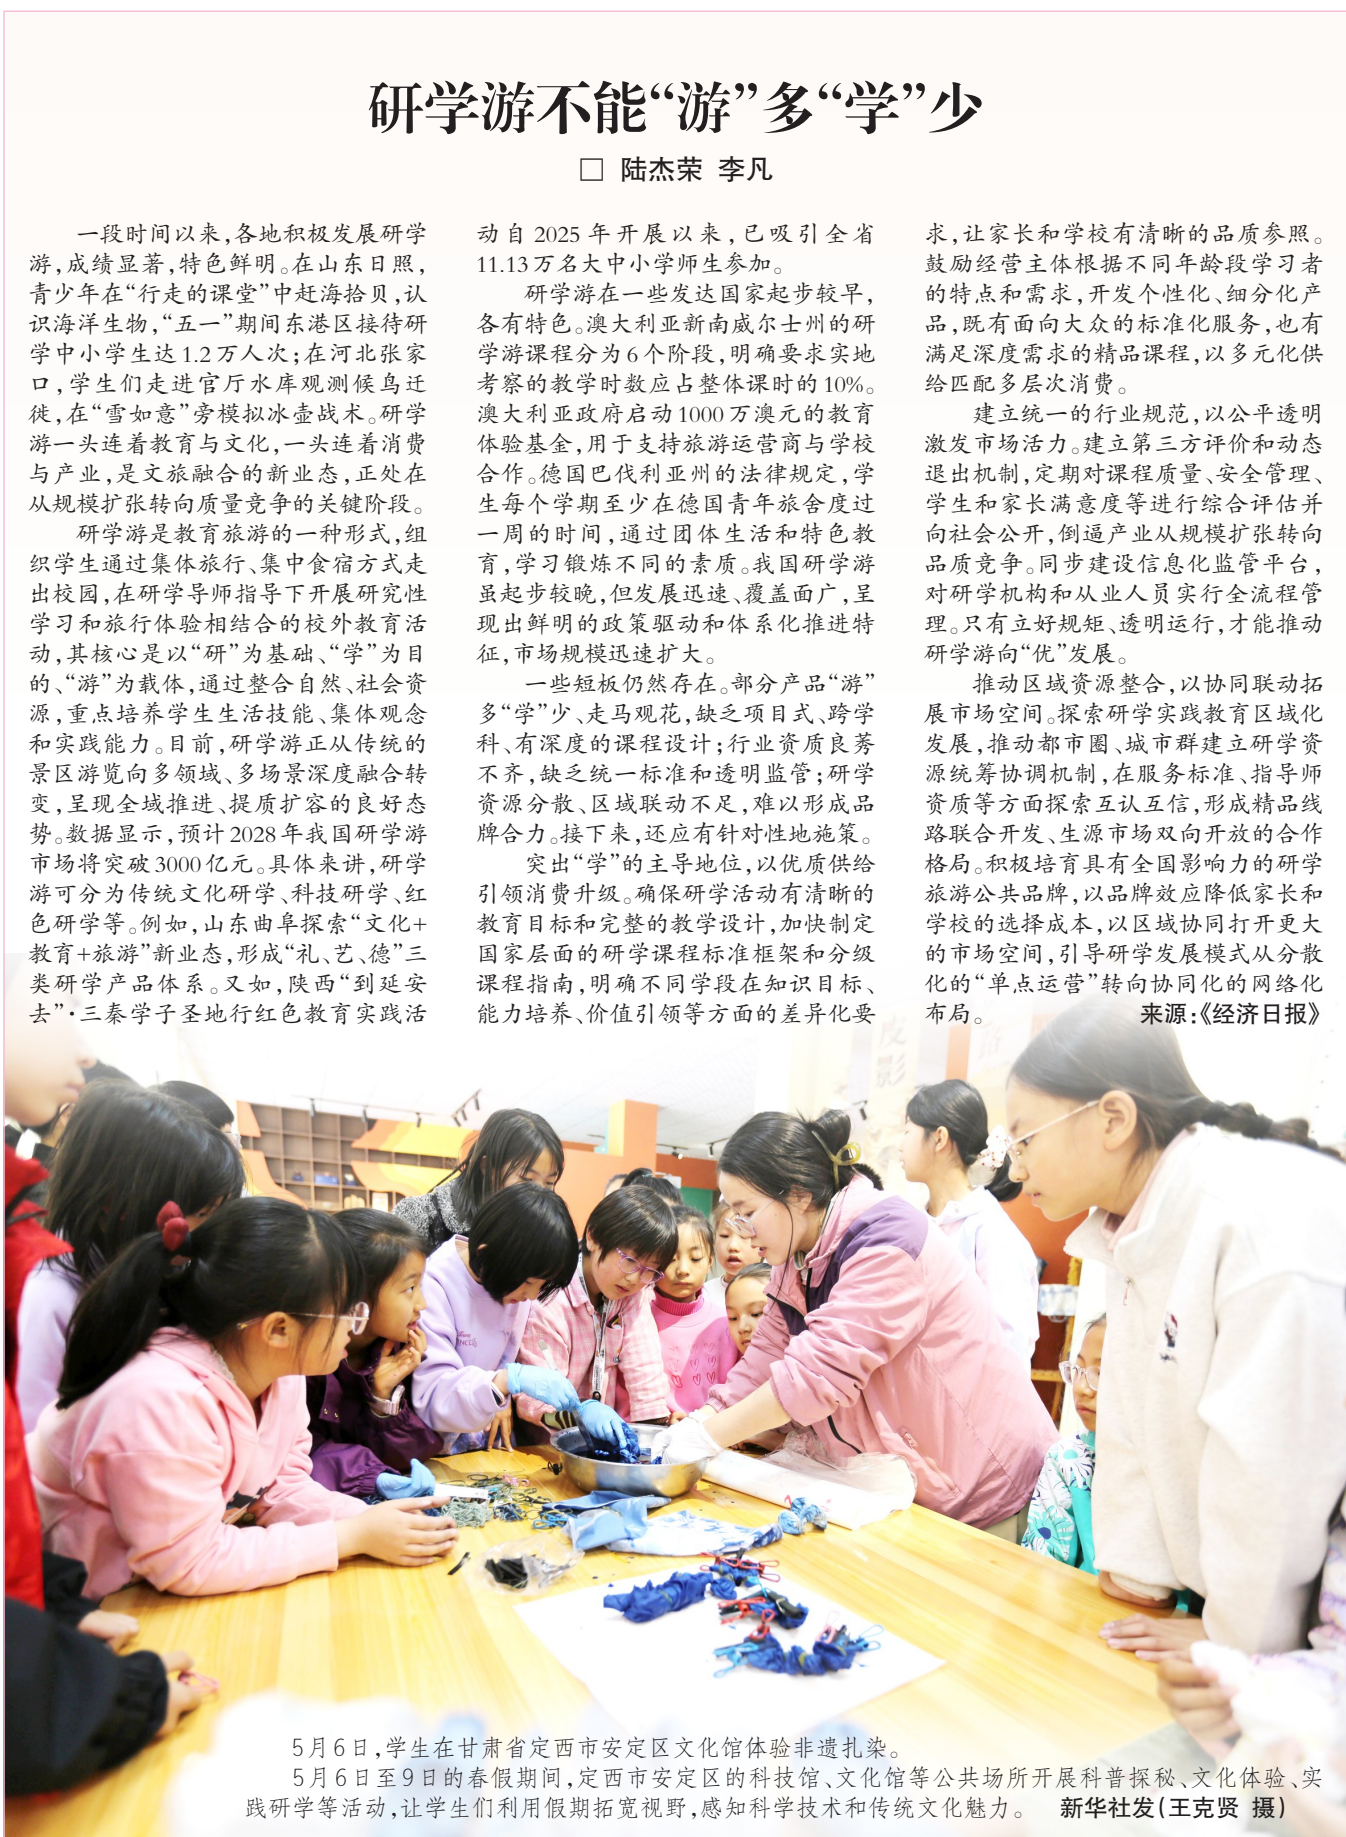 研学游不能“游”多“学”少
□ 陆杰荣 李凡
一段时间以来,各地积极发展研学
游,成绩显著,特色鲜明。在山东日照,
青少年在“行走的课堂”中赶海拾贝,认
识海洋生物,“五一”期间东港区接待研
学中小学生达1.2万人次;在河北张家
口,学生们走进官厅水库观测候鸟迁
徙,在“雪如意”旁模拟冰壶战术。研学
游一头连着教育与文化,一头连着消费
与产业,是文旅融合的新业态,正处在
从规模扩张转向质量竞争的关键阶段。
研学游是教育旅游的一种形式,组
织学生通过集体旅行、集中食宿方式走
出校园,在研学导师指导下开展研究性
学习和旅行体验相结合的校外教育活
动,其核心是以“研”为基础、“学”为目
的、“游”为载体,通过整合自然、社会资
源,重点培养学生生活技能、集体观念
和实践能力。目前,研学游正从传统的
景区游览向多领域、多场景深度融合转
变,呈现全域推进、提质扩容的良好态
势。数据显示,预计2028年我国研学游
市场将突破3000亿元。具体来讲,研学
游可分为传统文化研学、科技研学、红
色研学等。例如,山东曲阜探索“文化+
教育+旅游”新业态,形成“礼、艺、德”三
类研学产品体系。又如,陕西“到延安
去”·三秦学子圣地行红色教育实践活
动自2025年开展以来,已吸引全省
11.13万名大中小学师生参加。
研学游在一些发达国家起步较早,
各有特色。澳大利亚新南威尔士州的研
学游课程分为6个阶段,明确要求实地
考察的教学时数应占整体课时的10%。
澳大利亚政府启动1000万澳元的教育
体验基金,用于支持旅游运营商与学校
合作。德国巴伐利亚州的法律规定,学
生每个学期至少在德国青年旅舍度过
一周的时间,通过团体生活和特色教
育,学习锻炼不同的素质。我国研学游
虽起步较晚,但发展迅速、覆盖面广,呈
现出鲜明的政策驱动和体系化推进特
征,市场规模迅速扩大。
一些短板仍然存在。部分产品“游”
多“学”少、走马观花,缺乏项目式、跨学
科、有深度的课程设计;行业资质良莠
不齐,缺乏统一标准和透明监管;研学
资源分散、区域联动不足,难以形成品
牌合力。接下来,还应有针对性地施策。
突出“学”的主导地位,以优质供给
引领消费升级。确保研学活动有清晰的
教育目标和完整的教学设计,加快制定
国家层面的研学课程标准框架和分级
课程指南,明确不同学段在知识目标、
能力培养、价值引领等方面的差异化要
求,让家长和学校有清晰的品质参照。
鼓励经营主体根据不同年龄段学习者
的特点和需求,开发个性化、细分化产
品,既有面向大众的标准化服务,也有
满足深度需求的精品课程,以多元化供
给匹配多层次消费。
建立统一的行业规范,以公平透明
激发市场活力。建立第三方评价和动态
退出机制,定期对课程质量、安全管理、
学生和家长满意度等进行综合评估并
向社会公开,倒逼产业从规模扩张转向
品质竞争。同步建设信息化监管平台,
对研学机构和从业人员实行全流程管
理。只有立好规矩、透明运行,才能推动
研学游向“优”发展。
推动区域资源整合,以协同联动拓
展市场空间。探索研学实践教育区域化
发展,推动都市圈、城市群建立研学资
源统筹协调机制,在服务标准、指导师
资质等方面探索互认互信,形成精品线
路联合开发、生源市场双向开放的合作
格局。积极培育具有全国影响力的研学
旅游公共品牌,以品牌效应降低家长和
学校的选择成本,以区域协同打开更大
的市场空间,引导研学发展模式从分散
化的“单点运营”转向协同化的网络化
布局。 来源:《经济日报》
皮影
5月6日,学生在甘肃省定西市安定区文化馆体验非遗扎染。
5月6日至9日的春假期间,定西市安定区的科技馆、文化馆等公共场所开展科普探秘、文化体验、实
践研学等活动,让学生们利用假期拓宽视野,感知科学技术和传统文化魅力。 新华社发(王克贤 摄)